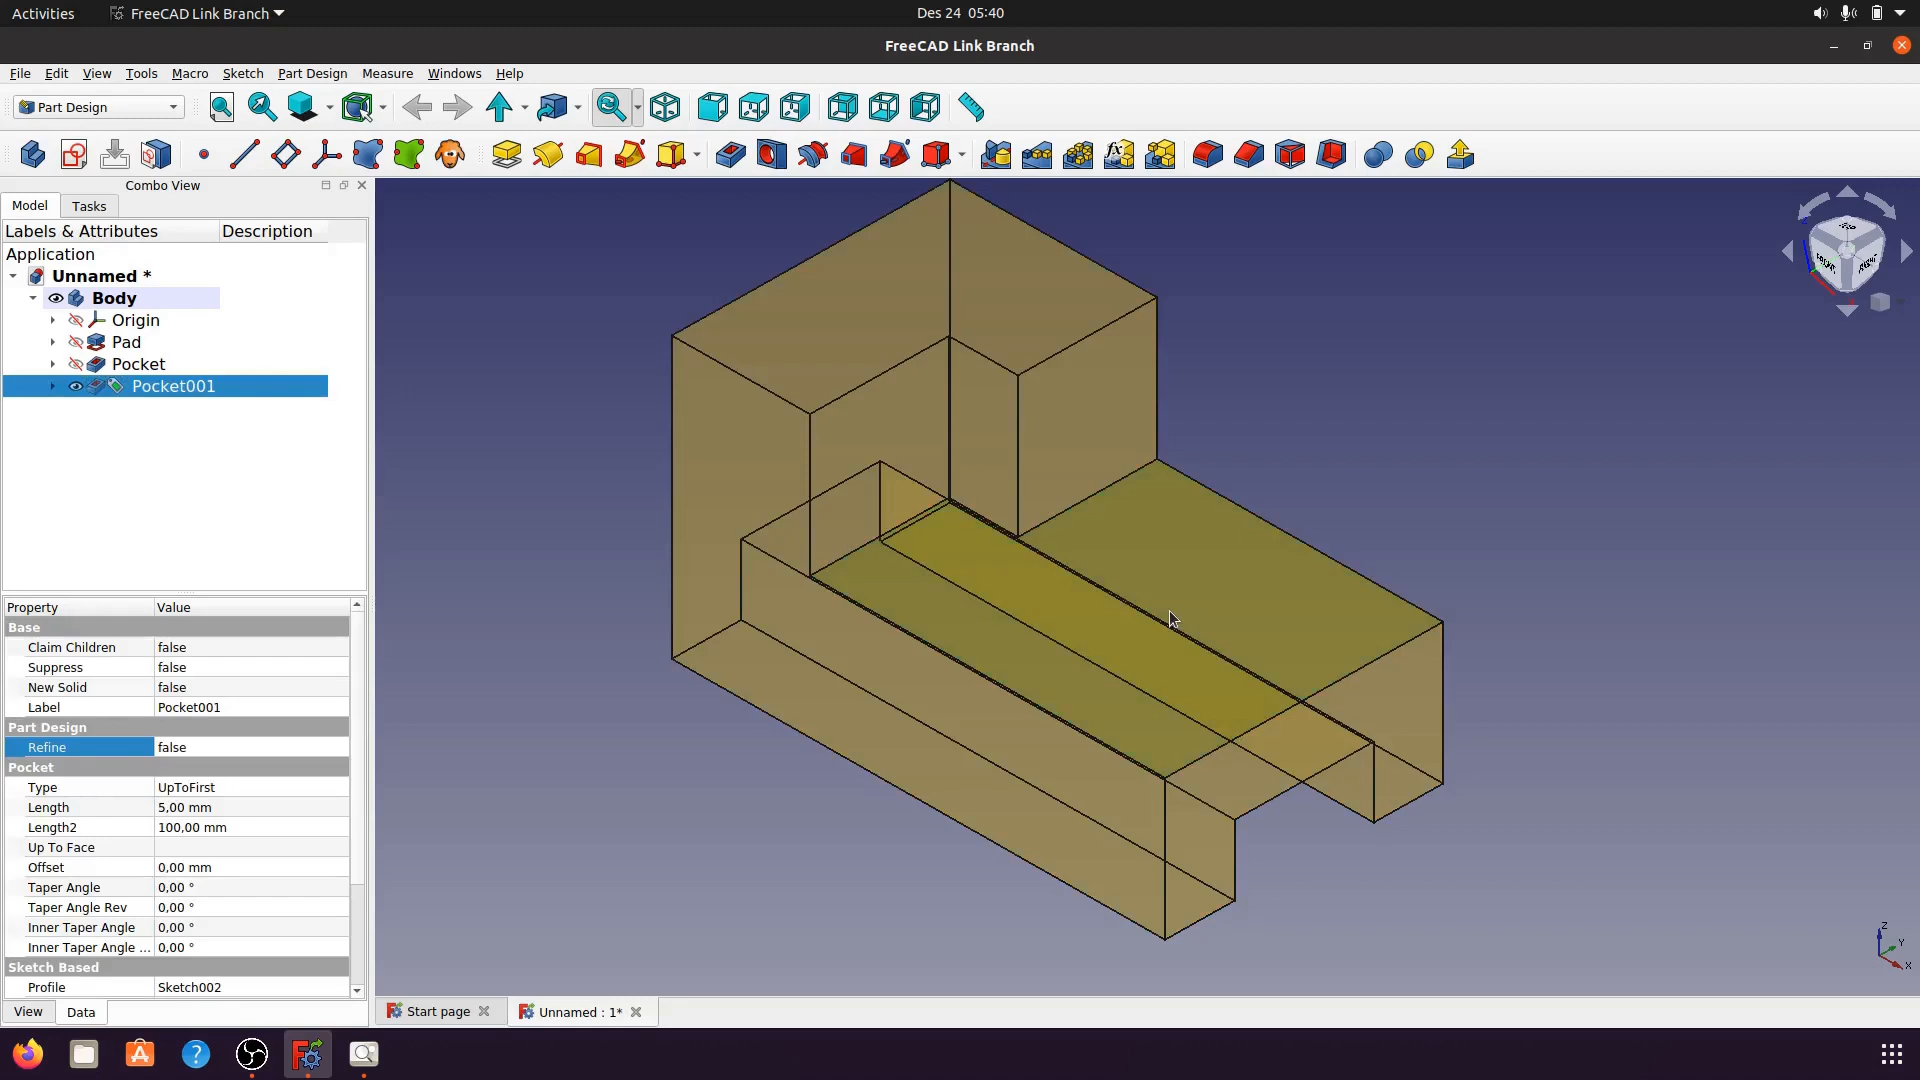 Activities FreeCAD Link Branch Des 24 05:40
FreeCAD Link Branch
File Edit View Tools Macro Sketch Part Design Measure Windows Help
Part Design
Combo View
Model Tasks
Labels & Attributes Description
Application
Unnamed *
Body
Origin
Pad
Pocket
Pocket001
Property Value
Base
Claim Children false
Suppress false
New Solid false
Label Pocket001
Part Design
Refine false
Pocket
Type UpToFirst
Length 5,00 mm
Length2 100,00 mm
Up To Face
Offset 0,00 mm
Taper Angle 0,00 °
Taper Angle Rev 0,00 °
Inner Taper Angle 0,00 °
Inner Taper Angle ... 0,00 °
Sketch Based
Profile Sketch002
View Data
Start page Unnamed : 1*
Z
Y
X